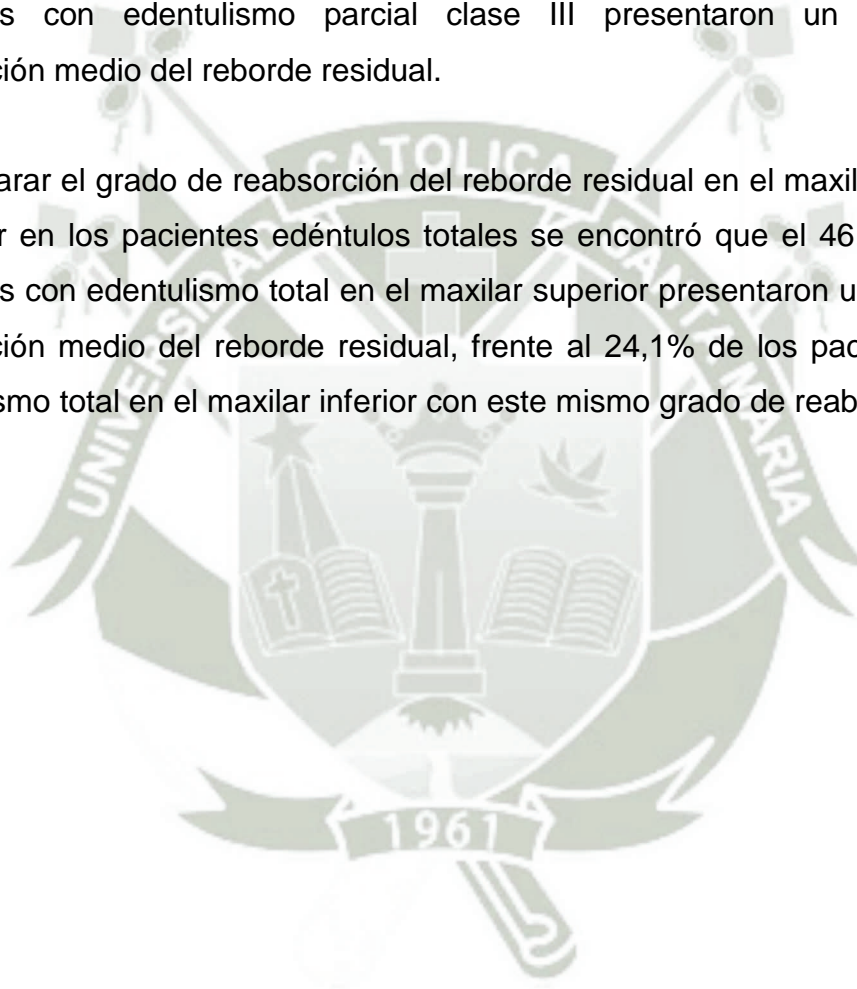 s con edentulismo parcial clase III presentaron un
ción medio del reborde residual.
arar el grado de reabsorción del reborde residual en el maxil
r en los pacientes edéntulos totales se encontró que el 46
s con edentulismo total en el maxilar superior presentaron u
ción medio del reborde residual, frente al 24,1% de los pac
smo total en el maxilar inferior con este mismo grado de reab
UNIVERSIDAD CATOLICA SANTA MARIA
1961